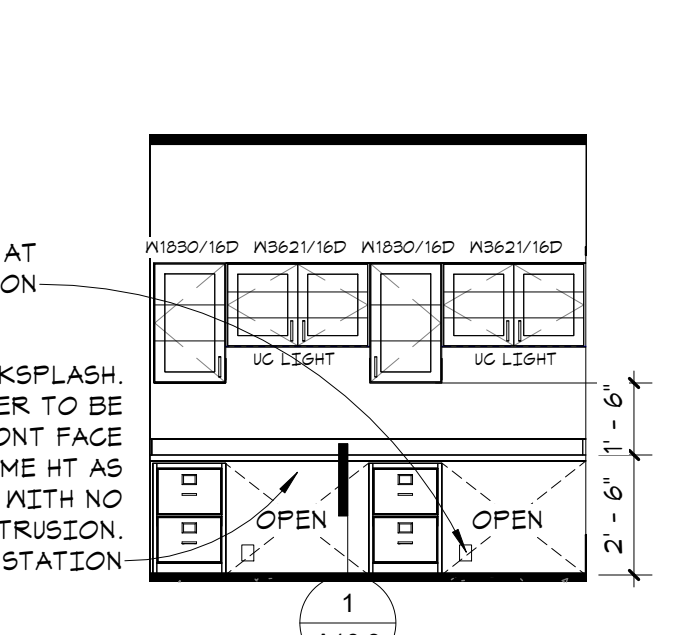 AT
ON
W1830/16D W3621/16D W1830/16D W3621/16D
UC LIGHT UC LIGHT
KSPLASH.
ER TO BE
ONT FACE
ME HT AS
WITH NO
TRUSION.
STATION
OPEN OPEN
1' - 6"
2' - 6"
1